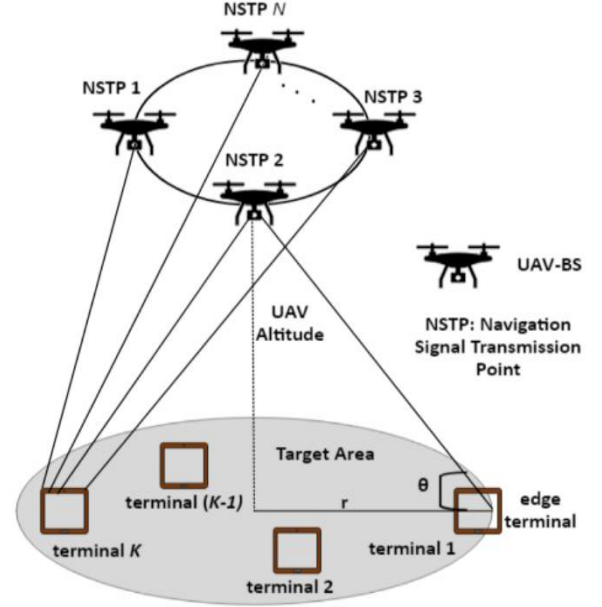 NSTP N
NSTP 1
NSTP 3
NSTP 2
UAV-BS
UAV
Altitude
NSTP: Navigation
Signal Transmission
Point
Target Area
θ
edge
terminal
terminal (K-1)
r
terminal K
terminal 1
terminal 2